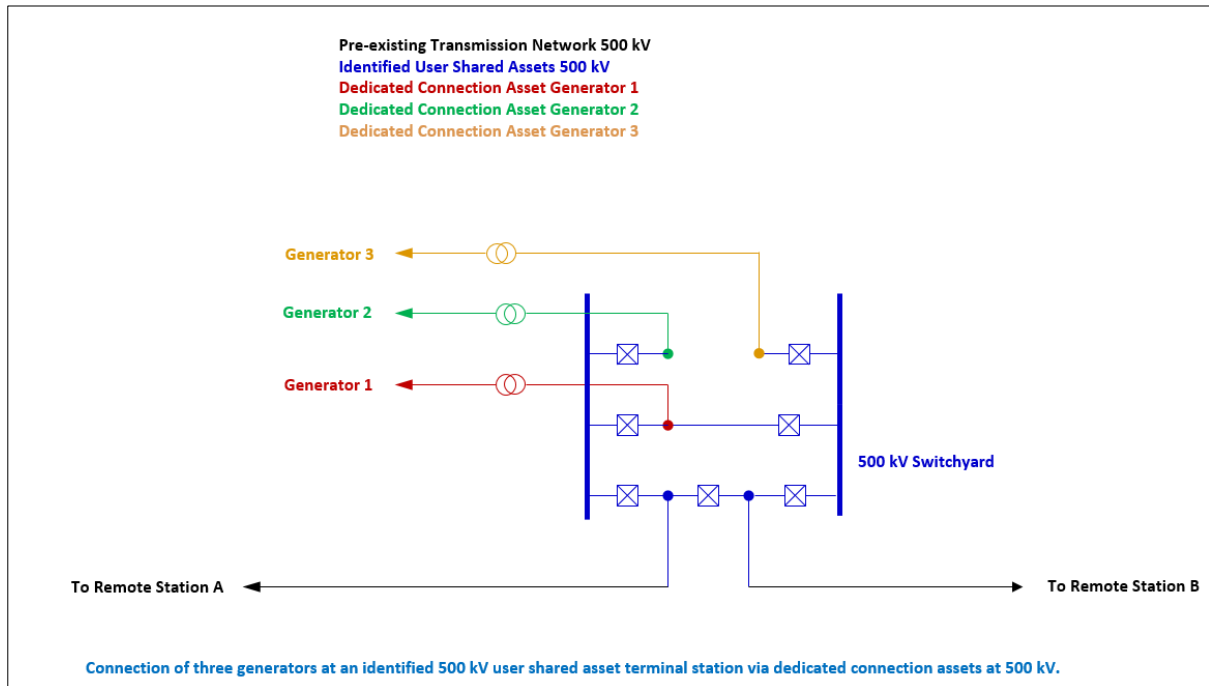 Pre-existing Transmission Network 500 kV
Identified User Shared Assets 500 kV
Dedicated Connection Asset Generator 1
Dedicated Connection Asset Generator 2
Dedicated Connection Asset Generator 3
Generator 3
Generator 2
Generator 1
500 kV Switchyard
To Remote Station A
To Remote Station B
Connection of three generators at an identified 500 kV user shared asset terminal station via dedicated connection assets at 500 kV.